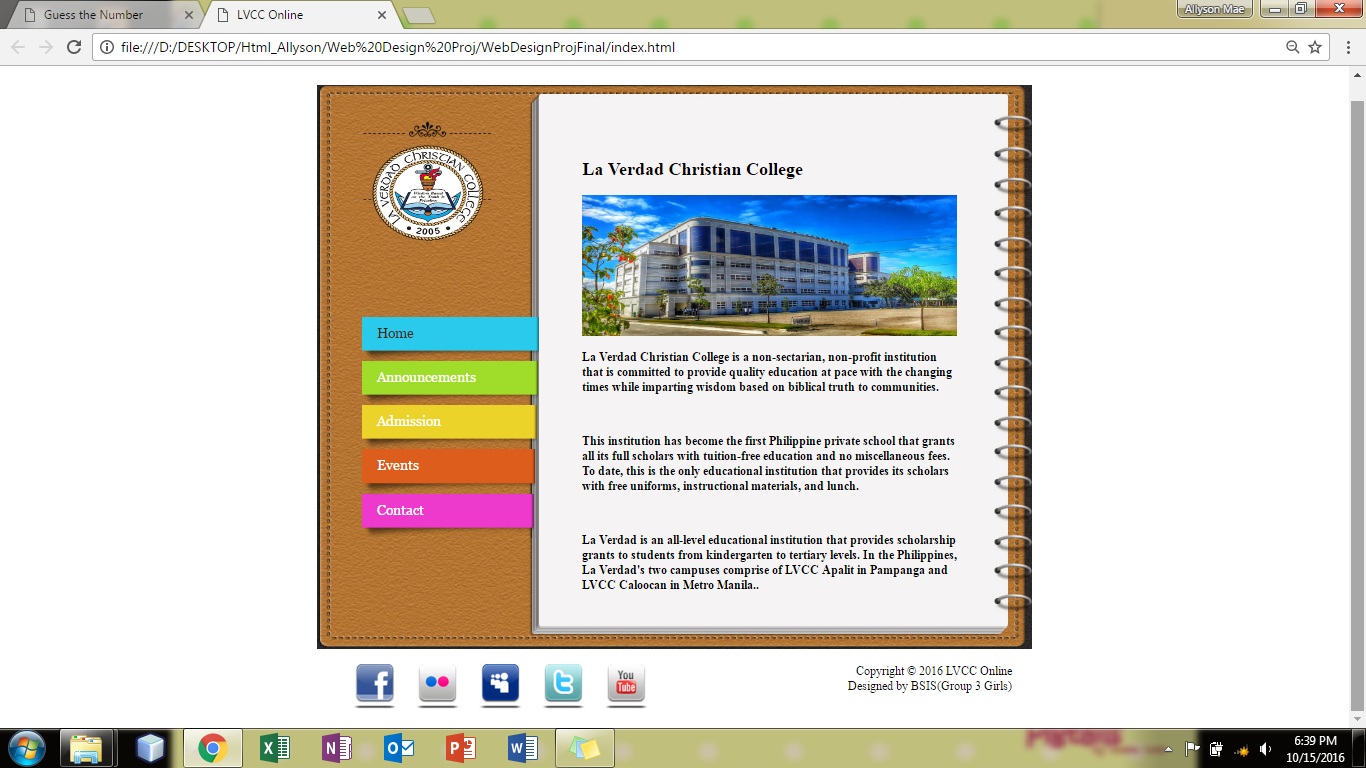 Guess the Number
LVCC Online
Allyson Mae
file:///D:/DESKTOP/Html_Allyson/Web%20Design%20Proj/WebDesignProjFinal/index.html
LA VERDAD CHRISTIAN COLLEGE
Wisdom Based
on the Truth is
Priceless
2005
Home
Announcements
Admission
Events
Contact
La Verdad Christian College
La Verdad Christian College is a non-sectarian, non-profit institution
that is committed to provide quality education at pace with the changing
times while imparting wisdom based on biblical truth to communities.
This institution has become the first Philippine private school that grants
all its full scholars with tuition-free education and no miscellaneous fees.
To date, this is the only educational institution that provides its scholars
with free uniforms, instructional materials, and lunch.
La Verdad is an all-level educational institution that provides scholarship
grants to students from kindergarten to tertiary levels. In the Philippines,
La Verdad's two campuses comprise of LVCC Apalit in Pampanga and
LVCC Caloocan in Metro Manila..
You
Tube
Copyright © 2016 LVCC Online
Designed by BSIS(Group 3 Girls)
6:39 PM
10/15/2016